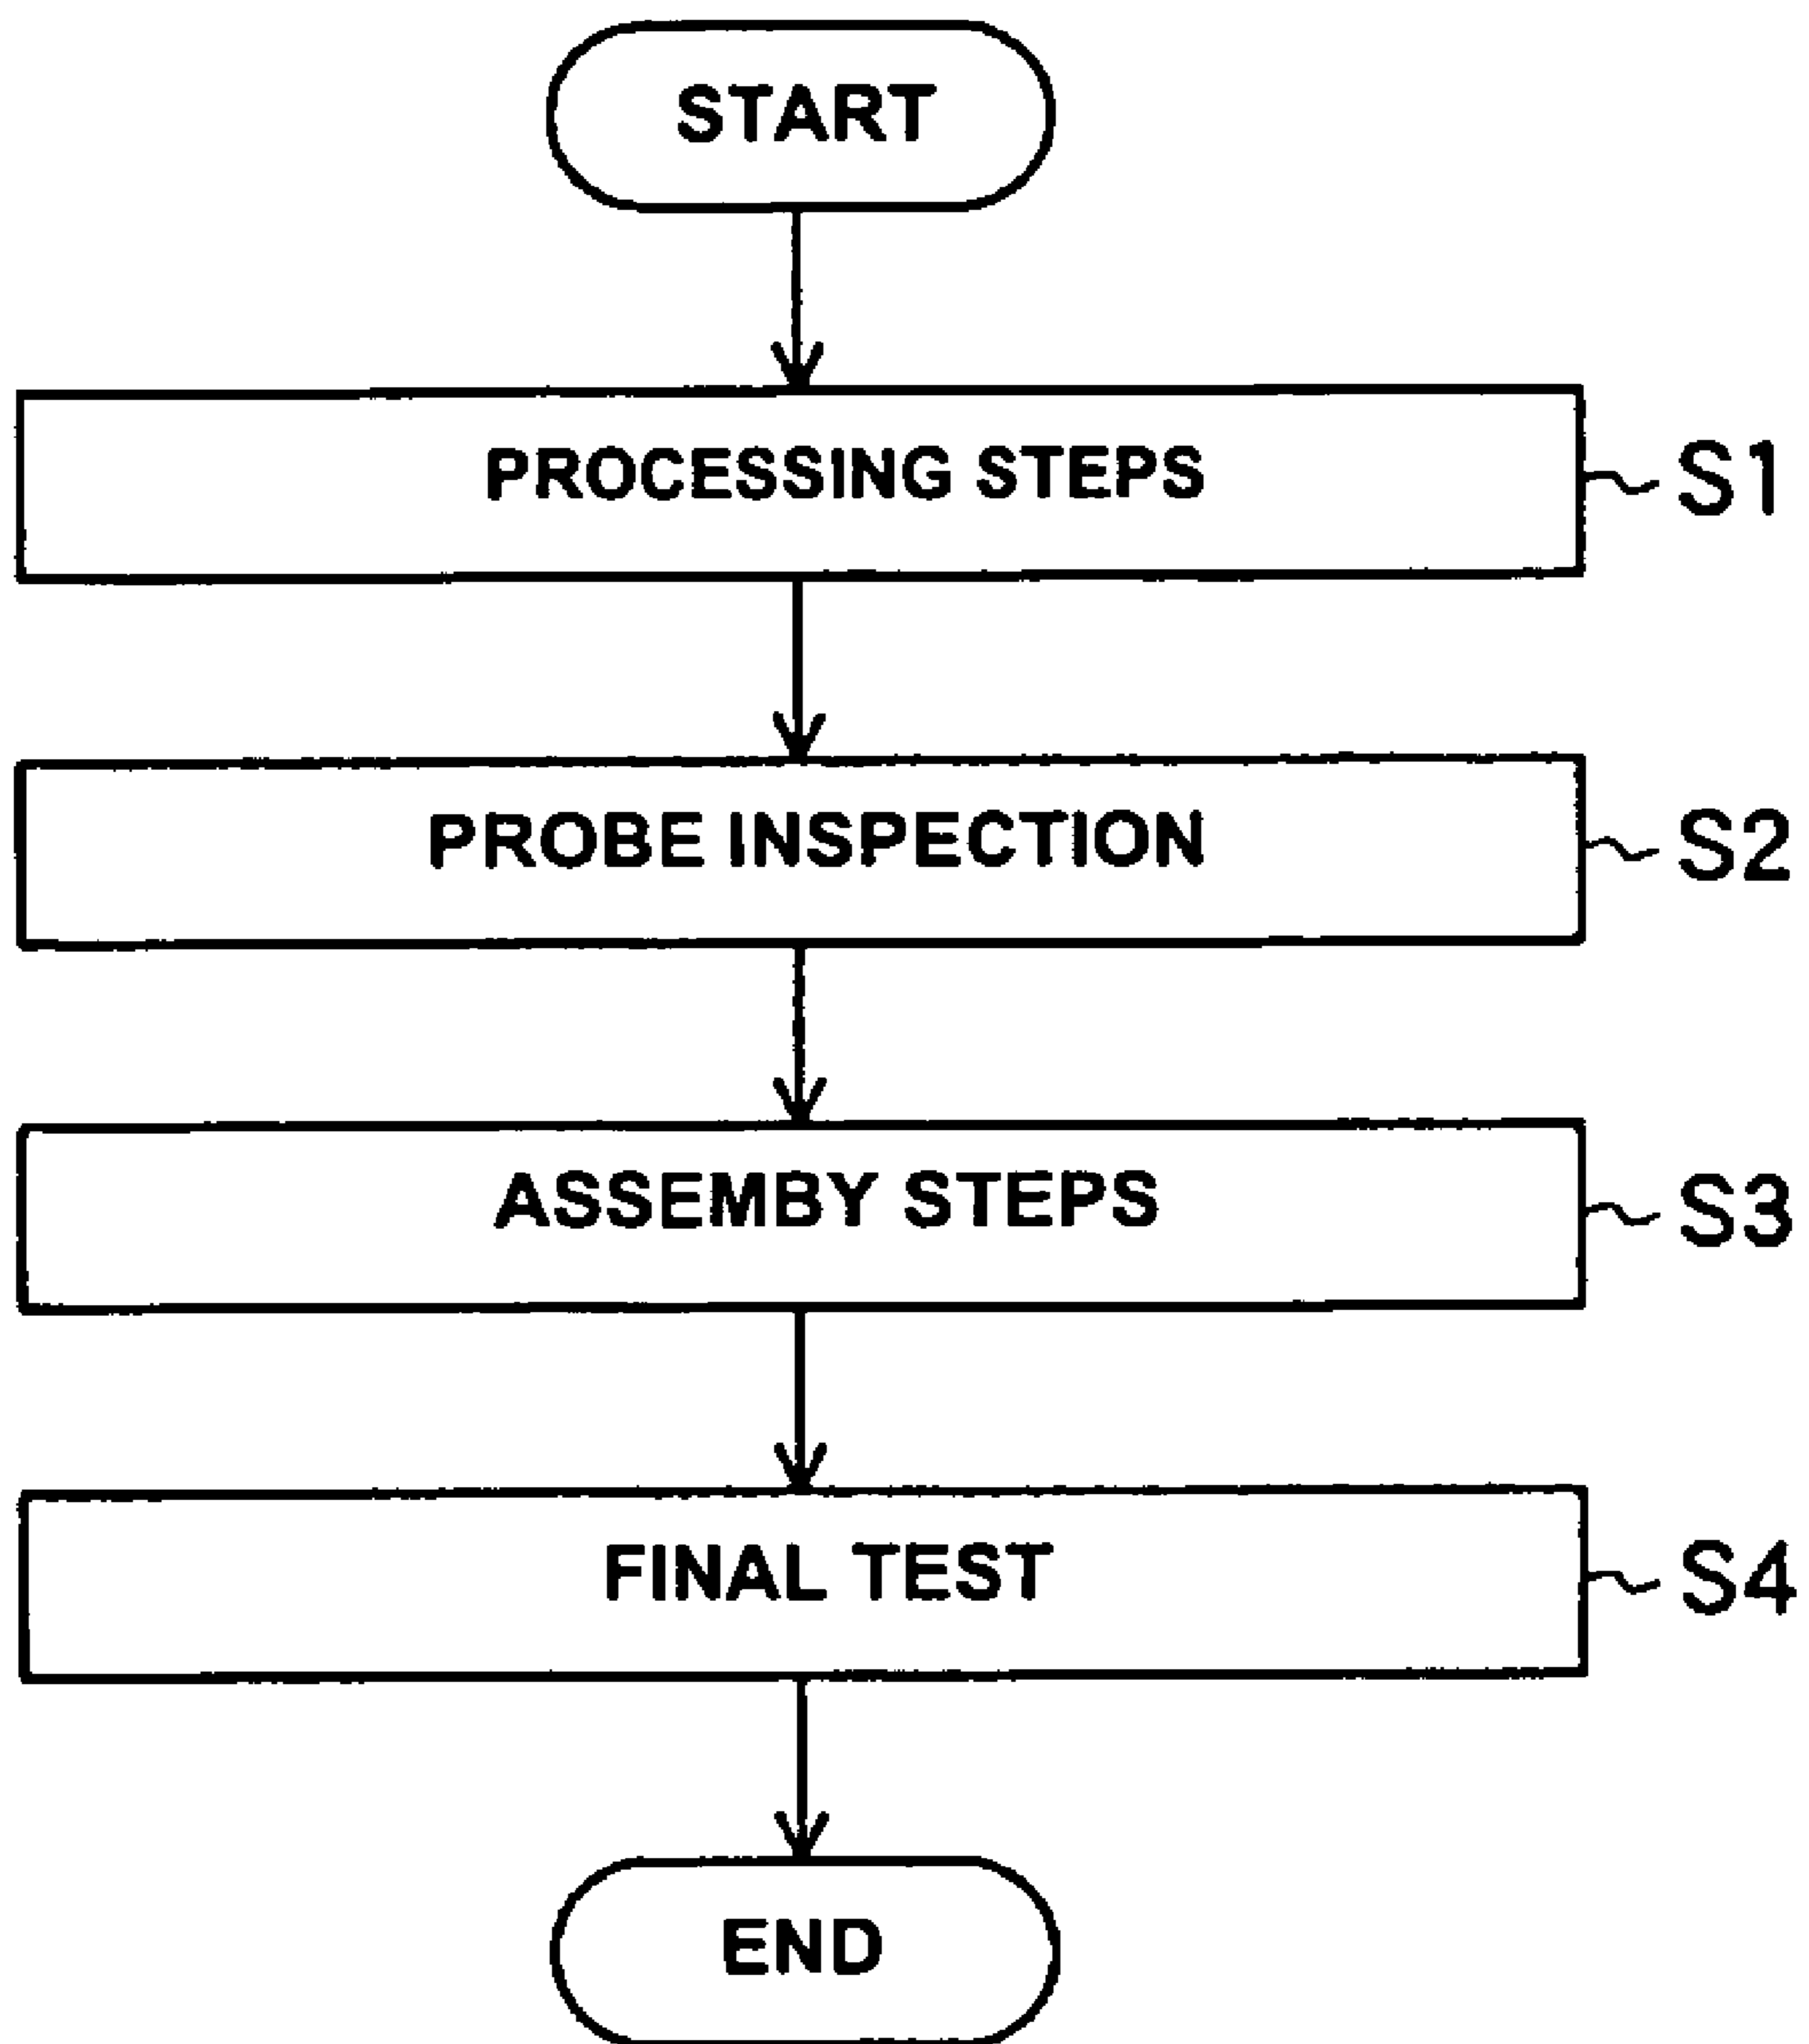 START
PROCESSING STEPS S1
PROBE INSPECTION S2
ASSEMBY STEPS S3
FINAL TEST S4
END